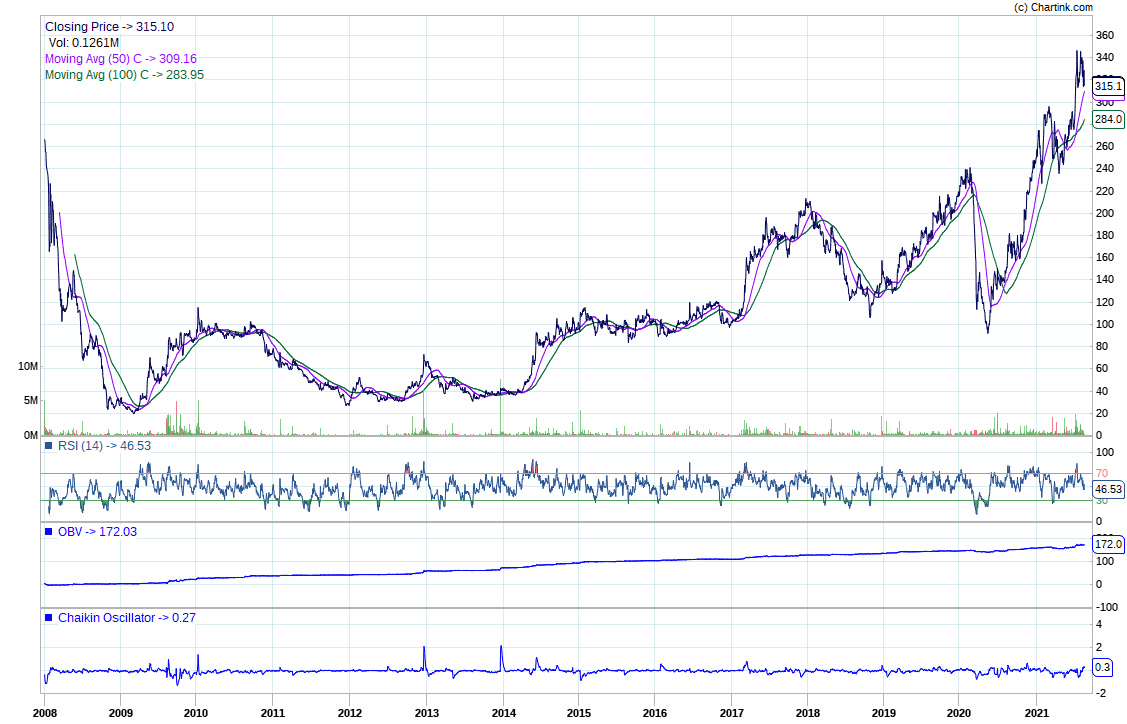 (c) Chartink.com
Closing Price -> 315.10
Vol: 0.1261M
Moving Avg (50) C -> 309.16
Moving Avg (100) C -> 283.95
360
340
315.1
300
284.0
260
240
220
200
180
160
140
120
100
80
60
40
20
0
10M
5M
0M
RSI (14) -> 46.53
100
70
46.53
30
0
OBV -> 172.03
172.0
100
0
-100
Chaikin Oscillator -> 0.27
4
2
0.3
-2
2008 2009 2010 2011 2012 2013 2014 2015 2016 2017 2018 2019 2020 2021